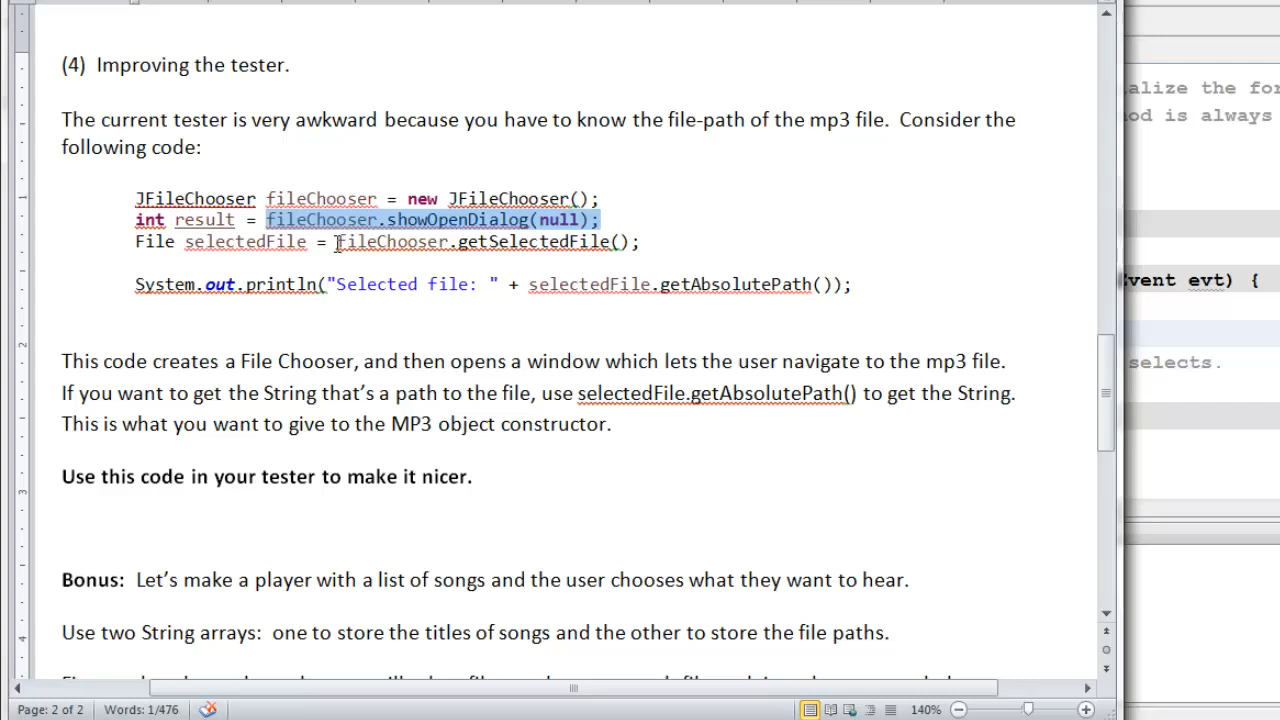 (4)  Improving the tester.
The current tester is very awkward because you have to know the file-path of the mp3 file.  Consider the
following code:
JFileChooser fileChooser = new JFileChooser();
int result = fileChooser.showOpenDialog(null);
File selectedFile = fileChooser.getSelectedFile();
System.out.println("Selected file: " + selectedFile.getAbsolutePath());
This code creates a File Chooser, and then opens a window which lets the user navigate to the mp3 file.
If you want to get the String that’s a path to the file, use selectedFile.getAbsolutePath() to get the String.
This is what you want to give to the MP3 object constructor.
Use this code in your tester to make it nicer.
Bonus:  Let’s make a player with a list of songs and the user chooses what they want to hear.
Use two String arrays:  one to store the titles of songs and the other to store the file paths.
Page: 2 of 2
Words: 1/476
140%
alize the for
od is always
vent evt) {
selects.